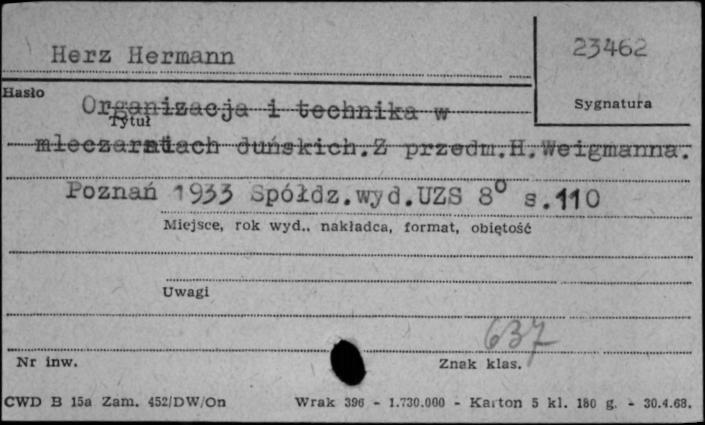 Herz Hermann
23462
Hasło
Sygnatura
Organizacja i technika w
Tytuł
mleczarniach duńskich.Z przedm.H.Weigmanna.
Poznań 1933 Spółdz.wyd.UZS 8° s.110
Miejsce, rok wyd., nakładca, format, objętość
Uwagi
637
Nr inw.
Znak klas.
CWD B 15a Zam. 452/DW/On Wrak 396 - 1.730.000 - Karton 5 kl. 180 g. - 30.4.68.